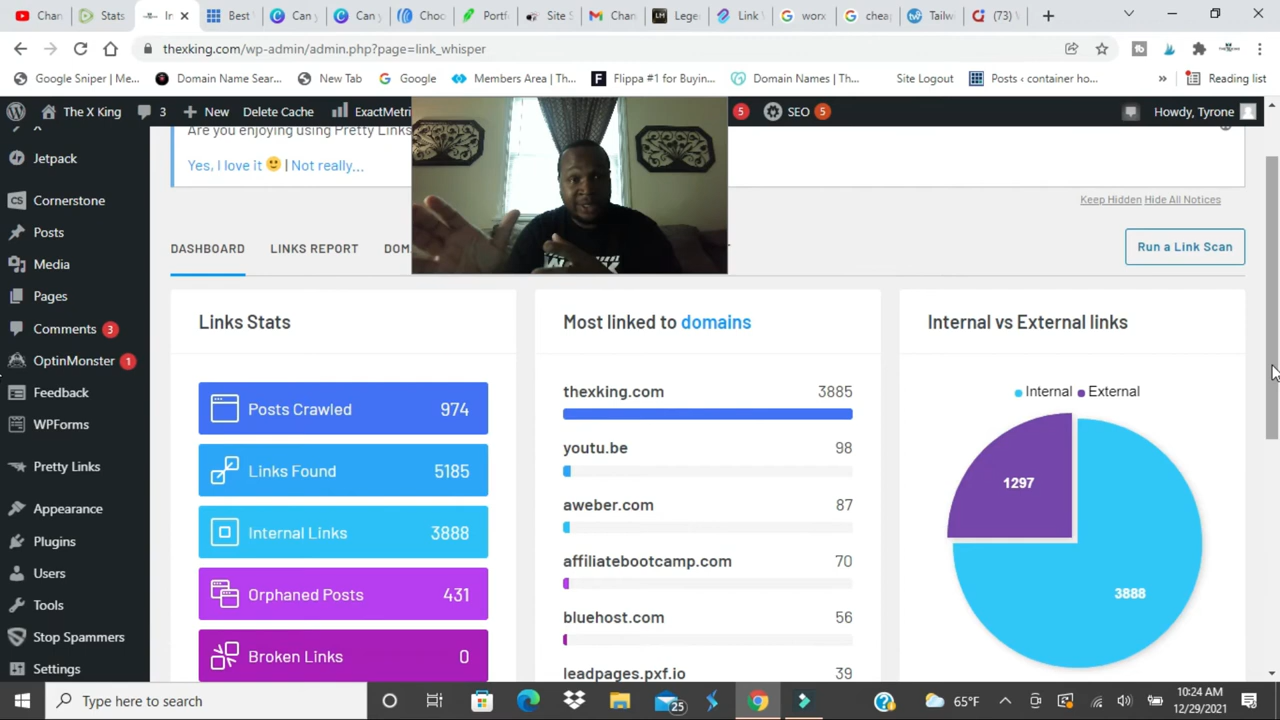 Chan
Stats
In
Best
Can y
Can y
Choc
Portf
Site S
Chan
Lege
Link
worx
chea
Tailw
(73)
thexking.com/wp-admin/admin.php?page=link_whisper
Google Sniper | Me...
Domain Name Sear...
New Tab
Google
Members Area | Th...
Flippa #1 for Buyin...
Domain Names | Th...
Site Logout
Posts ‹ container ho...
»
Reading list
The X King
3
New
Delete Cache
ExactMetri
5
SEO 5
Howdy, Tyrone
Are you enjoying using Pretty Links
Yes, I love it 🙂 | Not really...
Keep Hidden Hide All Notices
DASHBOARD
LINKS REPORT
DOM
Run a Link Scan
Jetpack
Cornerstone
Posts
Media
Pages
Comments 3
OptinMonster 1
Feedback
WPForms
Pretty Links
Appearance
Plugins
Users
Tools
Stop Spammers
Settings
Links Stats
Posts Crawled 974
Links Found 5185
Internal Links 3888
Orphaned Posts 431
Broken Links 0
Most linked to domains
thexking.com 3885
youtu.be 98
aweber.com 87
affiliatebootcamp.com 70
bluehost.com 56
leadpages.pxf.io 39
Internal vs External links
Internal External
1297
3888
Type here to search
25
65°F
10:24 AM
12/29/2021